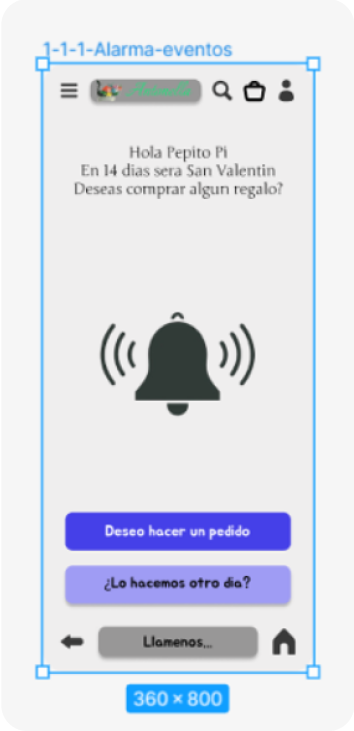 1-1-1-Alarma-eventos
Hola Pepito Pi
En 14 dias sera San Valentin
Deseas comprar algun regalo?
Deseo hacer un pedido
¿Lo hacemos otro dia?
Llamenos...
360 × 800